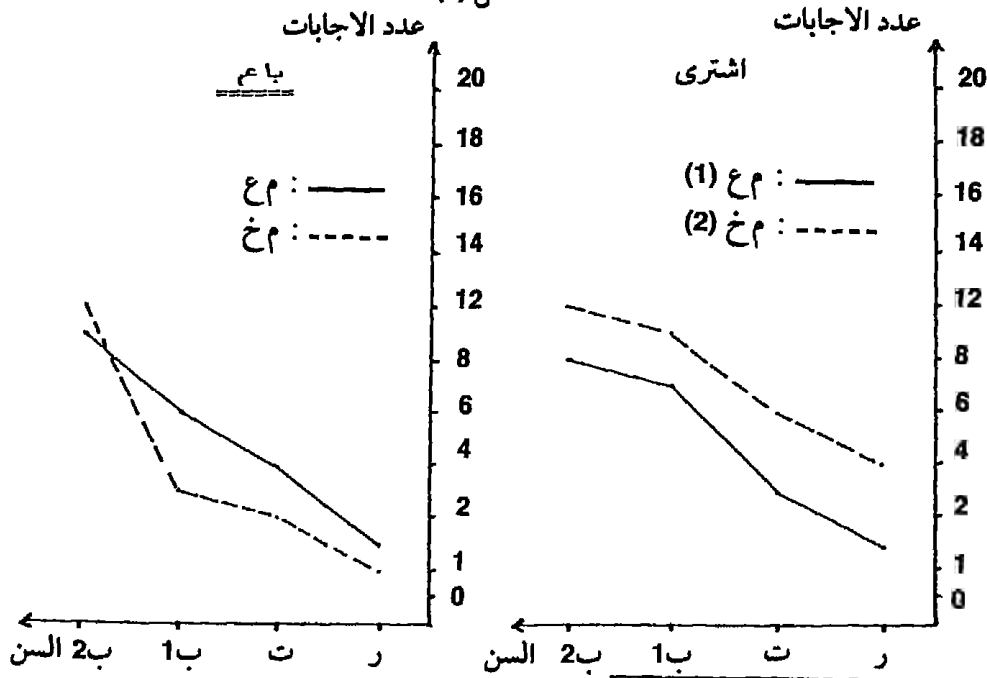 عدد الاجابات
اشترى
م ع (1) :
م خ (2) :
20
18
16
14
12
8
6
4
2
1
0
ر
ت
ب1
ب2
السن
عدد الاجابات
باع
م ع :
م خ :
20
18
16
14
12
8
6
4
2
1
0
ر
ت
ب1
ب2
السن